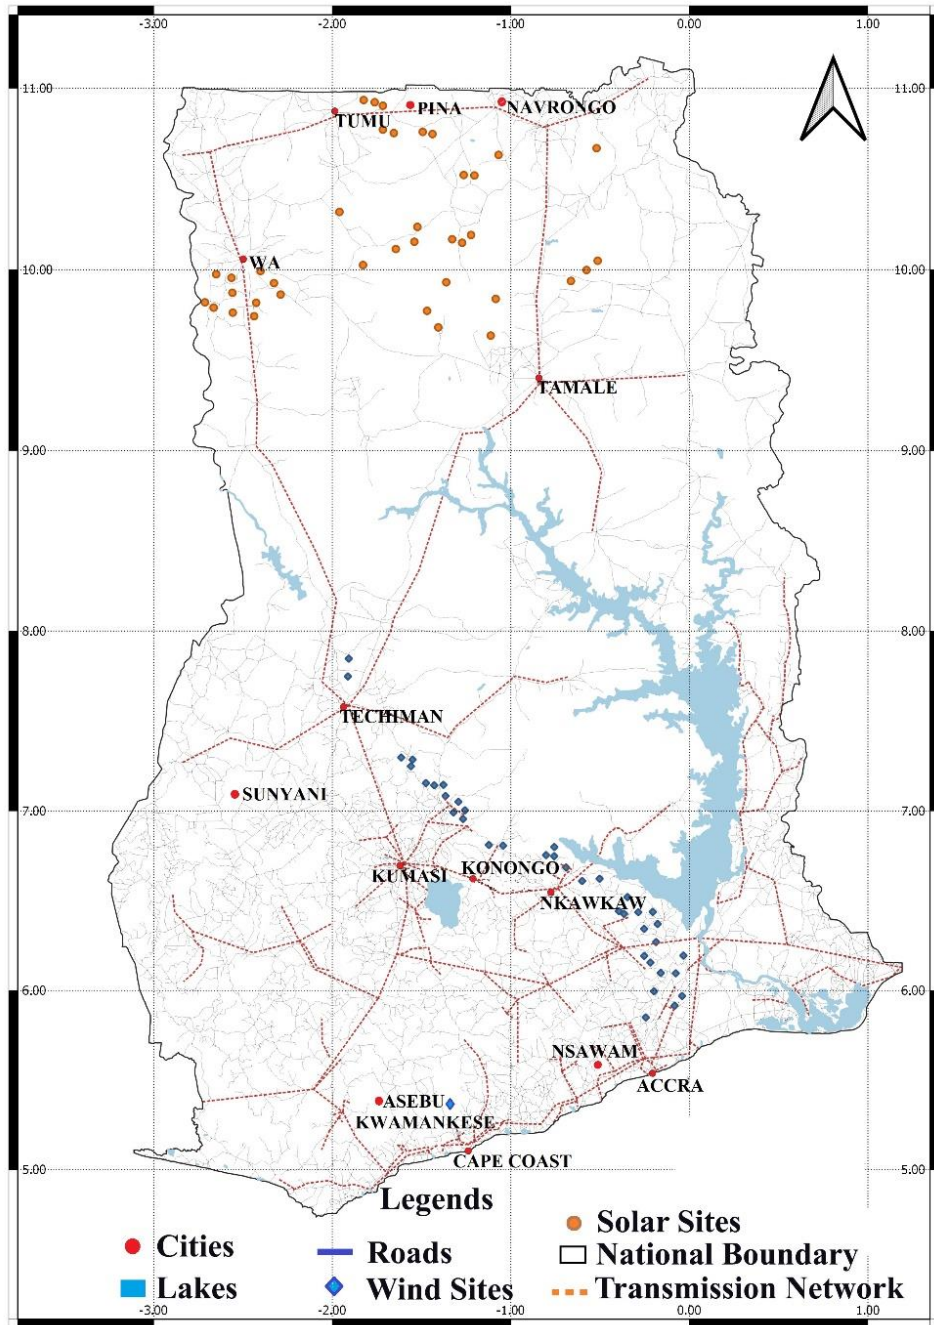 -3.00 -2.00 -1.00 0.00 1.00
11.00 11.00
PINA NAVRONGO
TUMU
WA
10.00 10.00
TAMALE
9.00 9.00
8.00 8.00
TECHIMAN
SUNYANI
7.00 7.00
KONONGO
KUMASI
NKAWKAW
6.00 6.00
NSAWAM
ACCRA
ASEBU
KWAMANKESE
CAPE COAST
5.00 5.00
Legends
Cities Roads Solar Sites
National Boundary
Lakes Wind Sites Transmission Network
-3.00 -2.00 -1.00 0.00 1.00